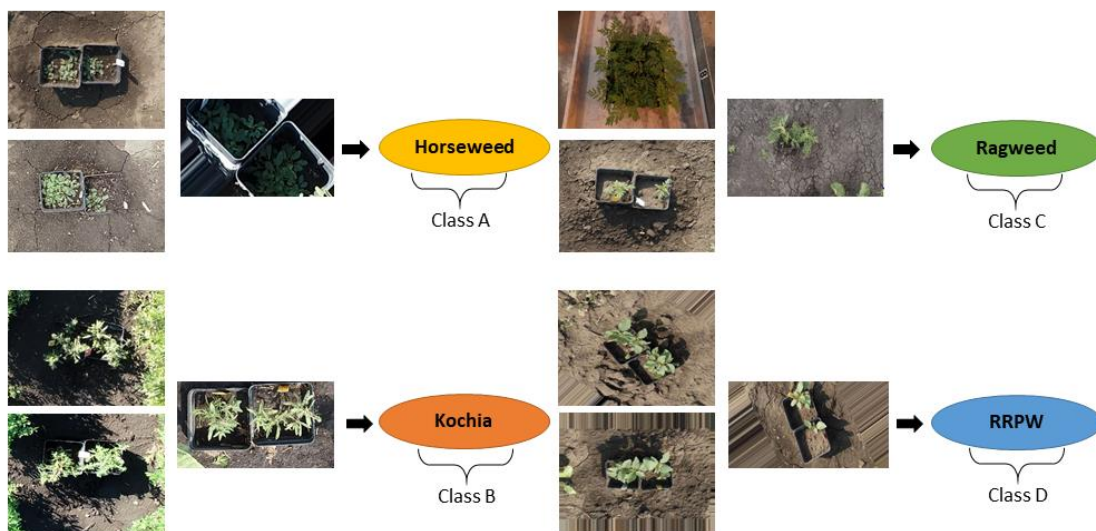 Horseweed
Class A
Ragweed
Class C
Kochia
Class B
RRPW
Class D